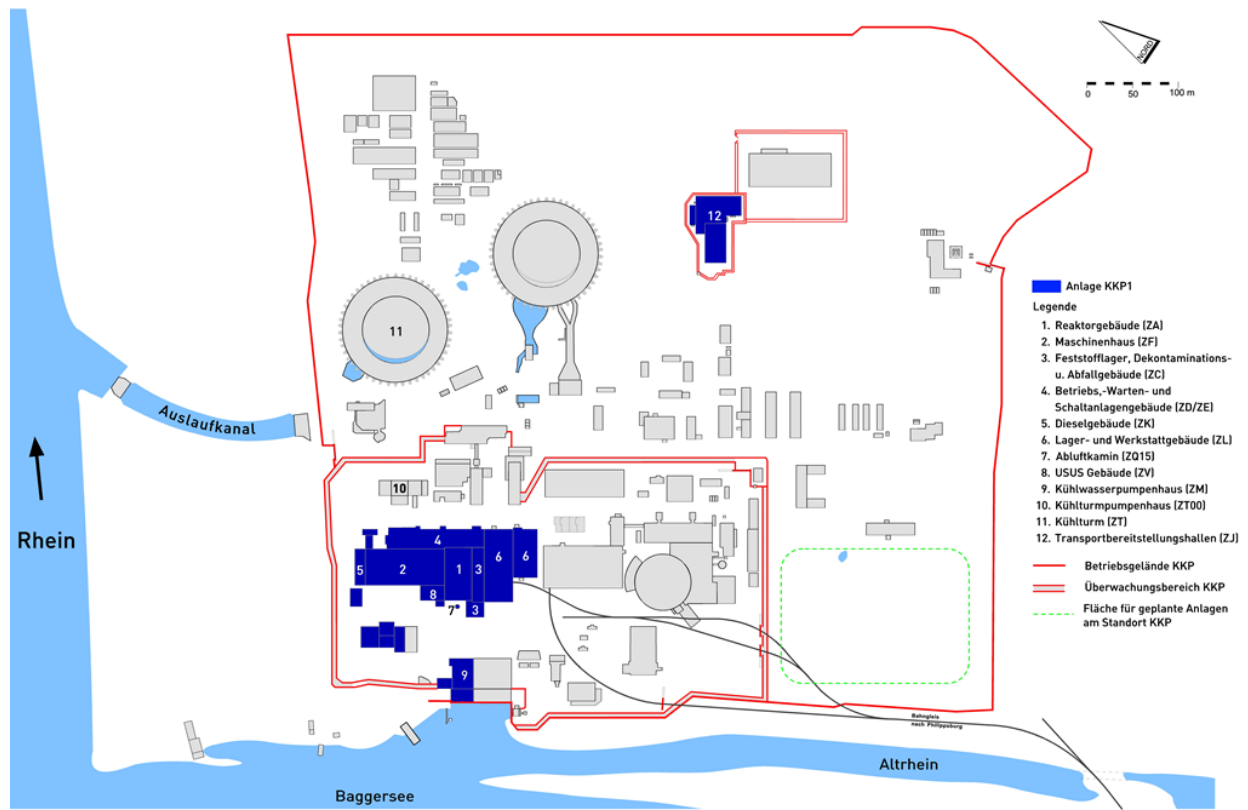 NORD
0 50 100 m
12
11
Auslaufkanal
Rhein
10
4
5
2
1
3
6
6
8
7
3
9
Bahngleis
nach Philippsburg
Altrhein
Baggersee
Anlage KKP1
Legende
1. Reaktorgebäude (ZA)
2. Maschinenhaus (ZF)
3. Feststofflager, Dekontaminations-
u. Abfallgebäude (ZC)
4. Betriebs,-Warten- und
Schaltanlagengebäude (ZD/ZE)
5. Dieselgebäude (ZK)
6. Lager- und Werkstattgebäude (ZL)
7. Abluftkamin (ZQ15)
8. USUS Gebäude (ZV)
9. Kühlwasserpumpenhaus (ZM)
10. Kühlturmpumpenhaus (ZT00)
11. Kühlturm (ZT)
12. Transportbereitstellungshallen (ZJ)
Betriebsgelände KKP
Überwachungsbereich KKP
Fläche für geplante Anlagen
am Standort KKP